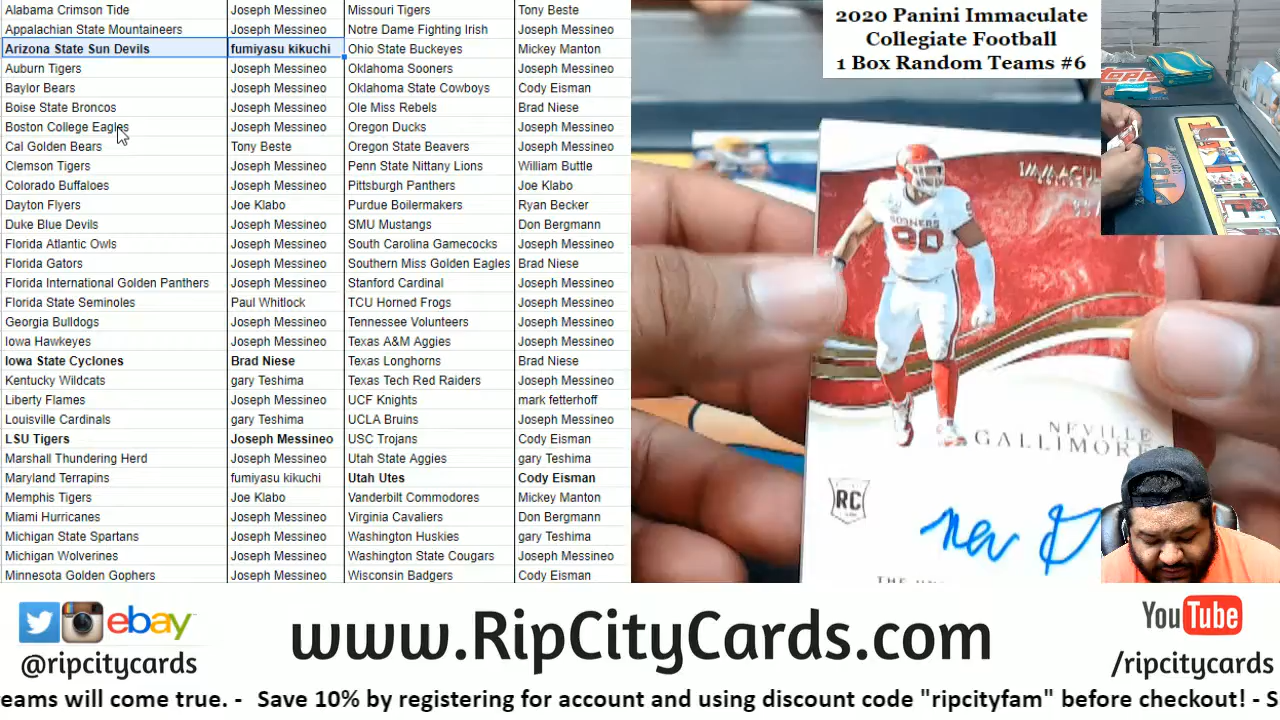 Alabama Crimson Tide Joseph Messineo Missouri Tigers Tony Beste
Appalachian State Mountaineers Joseph Messineo Notre Dame Fighting Irish Joseph Messineo
Arizona State Sun Devils fumiyasu kikuchi Ohio State Buckeyes Mickey Manton
Auburn Tigers Joseph Messineo Oklahoma Sooners Joseph Messineo
Baylor Bears Joseph Messineo Oklahoma State Cowboys Cody Eisman
Boise State Broncos Joseph Messineo Ole Miss Rebels Brad Niese
Boston College Eagles Joseph Messineo Oregon Ducks Joseph Messineo
Cal Golden Bears Tony Beste Oregon State Beavers Joseph Messineo
Clemson Tigers Joseph Messineo Penn State Nittany Lions William Buttle
Colorado Buffaloes Joseph Messineo Pittsburgh Panthers Joe Klabo
Dayton Flyers Joe Klabo Purdue Boilermakers Ryan Becker
Duke Blue Devils Joseph Messineo SMU Mustangs Don Bergmann
Florida Atlantic Owls Joseph Messineo South Carolina Gamecocks Joseph Messineo
Florida Gators Joseph Messineo Southern Miss Golden Eagles Brad Niese
Florida International Golden Panthers Joseph Messineo Stanford Cardinal Joseph Messineo
Florida State Seminoles Paul Whitlock TCU Horned Frogs Joseph Messineo
Georgia Bulldogs Joseph Messineo Tennessee Volunteers Joseph Messineo
Iowa Hawkeyes Joseph Messineo Texas A&M Aggies Joseph Messineo
Iowa State Cyclones Brad Niese Texas Longhorns Brad Niese
Kentucky Wildcats gary Teshima Texas Tech Red Raiders Joseph Messineo
Liberty Flames Joseph Messineo UCF Knights mark fetterhoff
Louisville Cardinals gary Teshima UCLA Bruins Joseph Messineo
LSU Tigers Joseph Messineo USC Trojans Cody Eisman
Marshall Thundering Herd Joseph Messineo Utah State Aggies gary Teshima
Maryland Terrapins fumiyasu kikuchi Utah Utes Cody Eisman
Memphis Tigers Joe Klabo Vanderbilt Commodores Mickey Manton
Miami Hurricanes Joseph Messineo Virginia Cavaliers Don Bergmann
Michigan State Spartans Joseph Messineo Washington Huskies gary Teshima
Michigan Wolverines Joseph Messineo Washington State Cougars Joseph Messineo
Minnesota Golden Gophers Joseph Messineo Wisconsin Badgers Cody Eisman
2020 Panini Immaculate
Collegiate Football
1 Box Random Teams #6
IMMACUL
SOONERS
90
NEVILLE
GALLIMORE
RC
Nev G
THE UN
topps
ebay
@ripcitycards
www.RipCityCards.com
YouTube
/ripcitycards
reams will come true. - Save 10% by registering for account and using discount code "ripcityfam" before checkout! - S